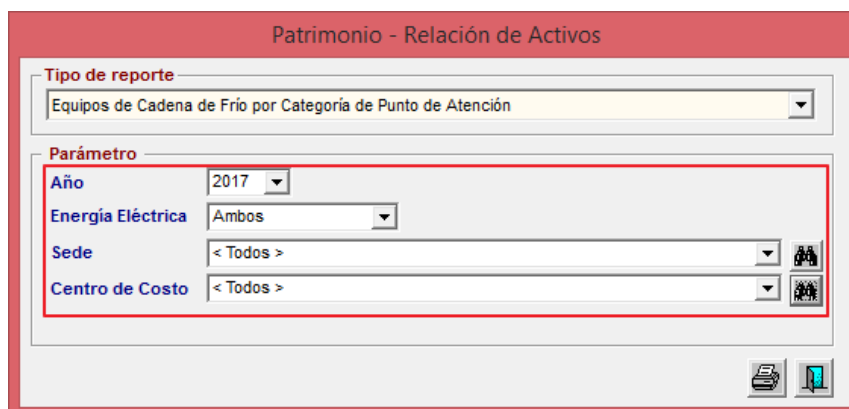 Patrimonio - Relación de Activos
Tipo de reporte
Equipos de Cadena de Frío por Categoría de Punto de Atención
Parámetro
Año 2017
Energía Eléctrica Ambos
Sede < Todos >
Centro de Costo < Todos >